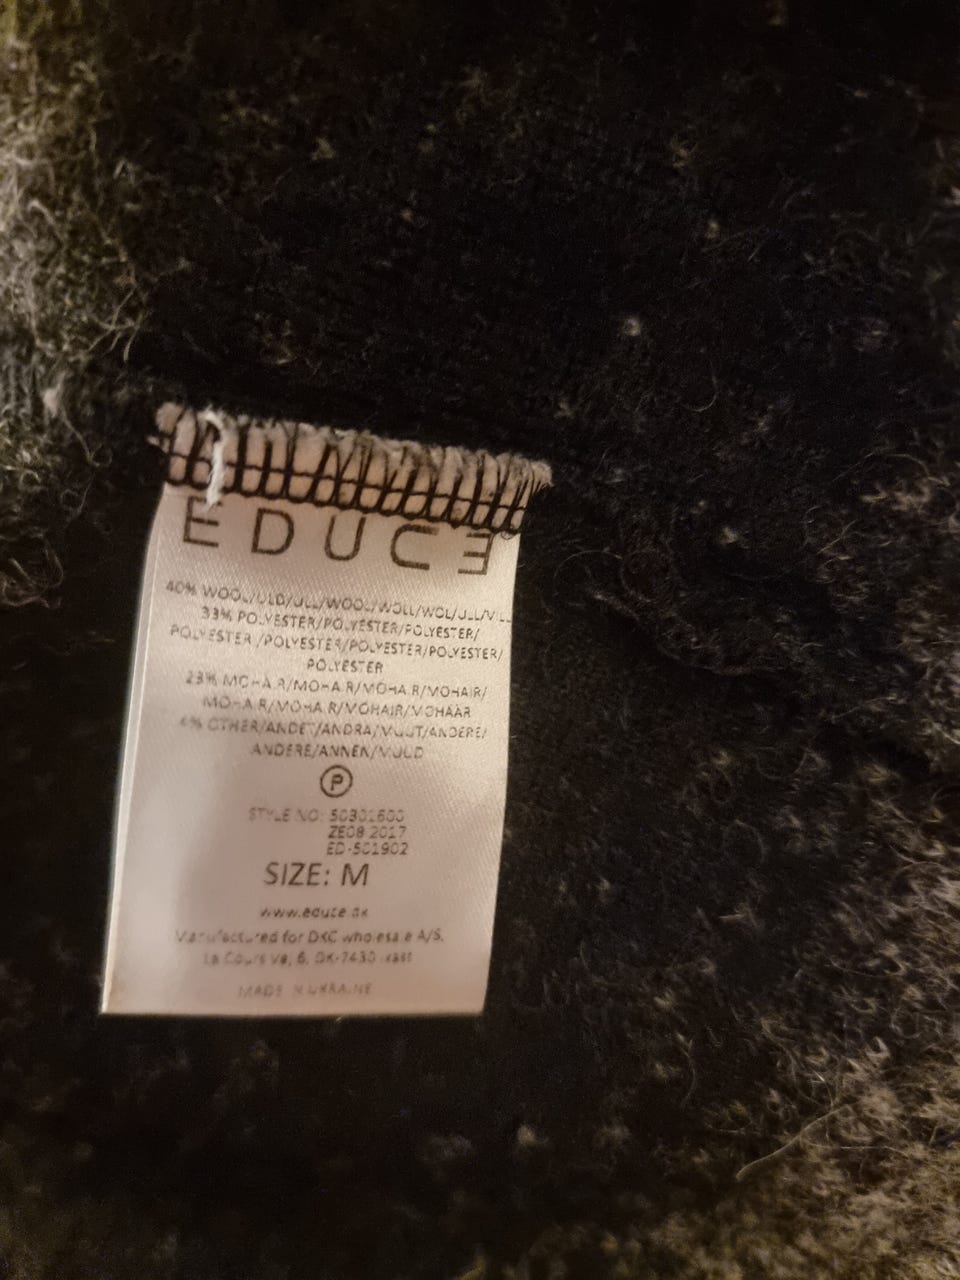 EDUCE
40% WOOL/ULD/ULL/WOOL/WOLL/WOL/ULL/VILL
33% POLYESTER/POLYESTER/POLYESTER/
POLYESTER/POLYESTER/POLYESTER/POLYESTER/
POLYESTER
23% MOHAIR/MOHAIR/MOHAIR/MOHAIR/
MOHAIR/MOHAIR/MOHAIR/MOHAAR
4% OTHER/ANDET/ANDRA/MUUT/ANDERE/
ANDERE/ANNEN/MUUD
P
STYLE NO: 50301600
ZE08 2017
ED-501902
SIZE: M
www.educe.dk
Manufactured for DKC wholesale A/S.
La Cours Vej 6, DK-7430 Ikast
MADE IN UKRAINE